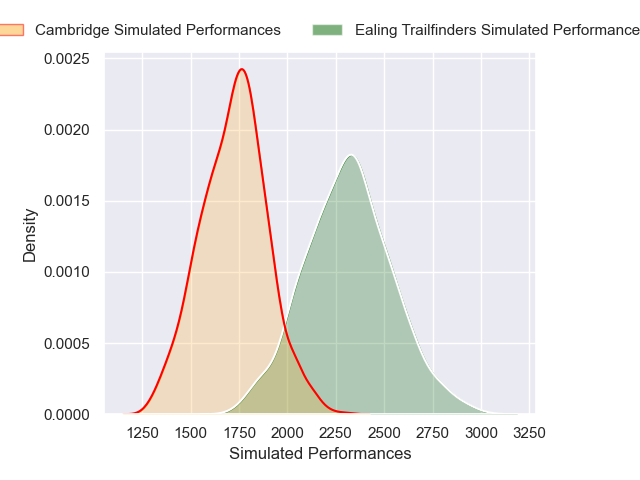 Cambridge Simulated Performances Ealing Trailfinders Simulated Performance
0.0025
0.0020
0.0015
0.0010
0.0005
0.0000
Density
1250 1500 1750 2000 2250 2500 2750 3000 3250
Simulated Performances